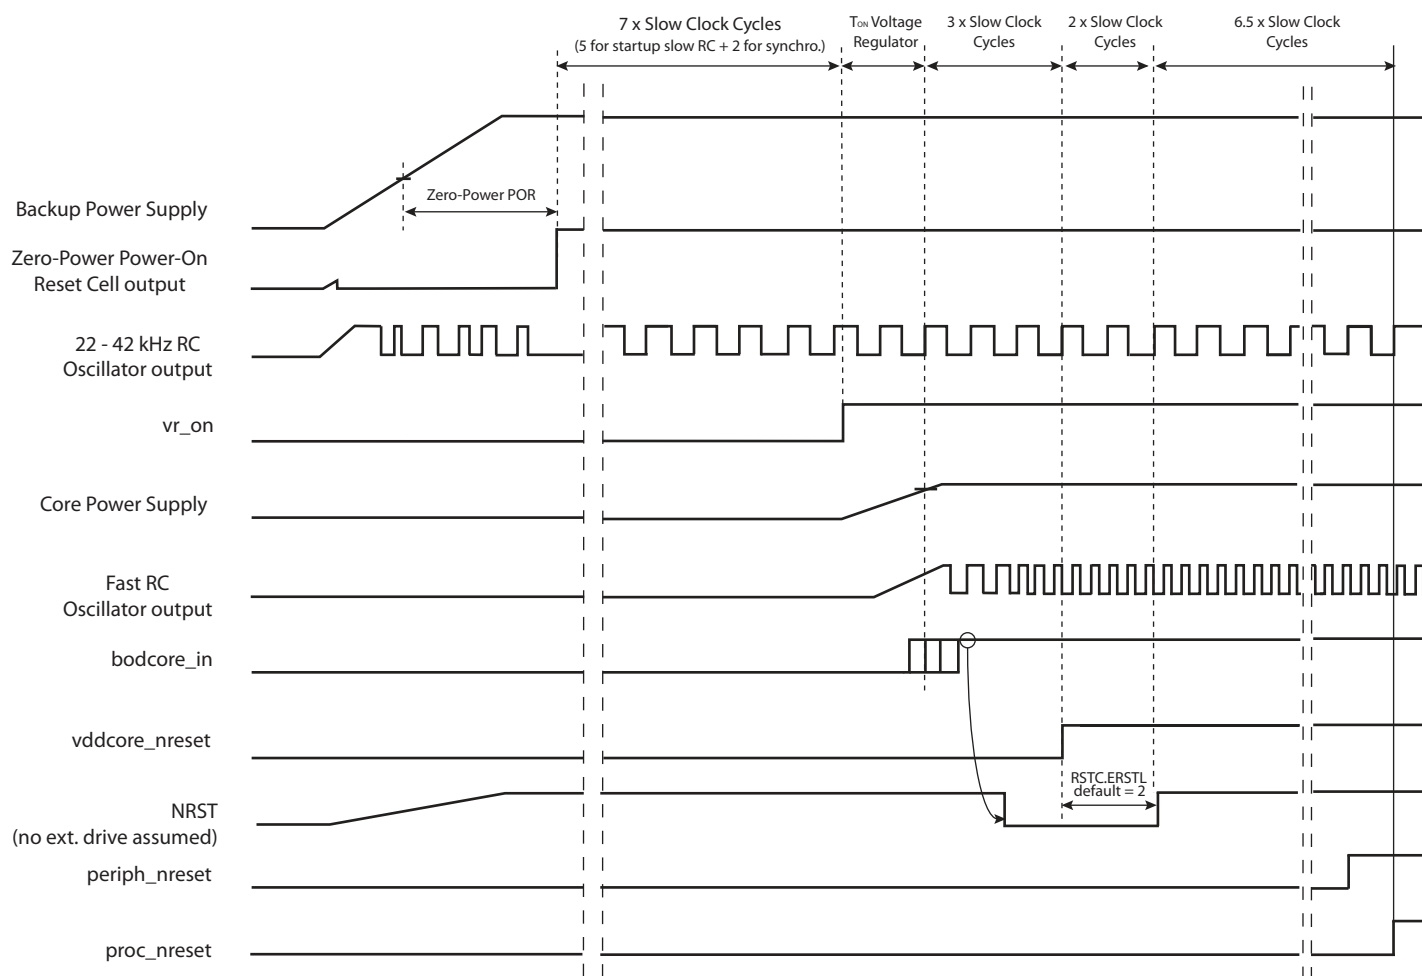 7 x Slow Clock Cycles
(5 for startup slow RC + 2 for synchro.)
TON Voltage
Regulator
3 x Slow Clock
Cycles
2 x Slow Clock
Cycles
6.5 x Slow Clock
Cycles
Zero-Power POR
Backup Power Supply
Zero-Power Power-On
Reset Cell output
22 - 42 kHz RC
Oscillator output
vr_on
Core Power Supply
Fast RC
Oscillator output
bodcore_in
vddcore_nreset
RSTC.ERSTL
default = 2
NRST
(no ext. drive assumed)
periph_nreset
proc_nreset